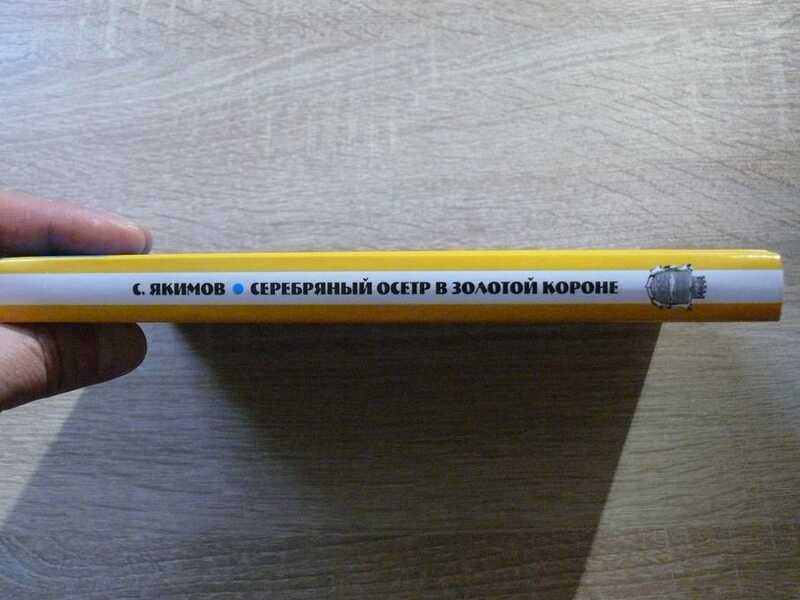 С. ЯКИМОВ • СЕРЕБРЯНЫЙ ОСЕТР В ЗОЛОТОЙ КОРОНЕ